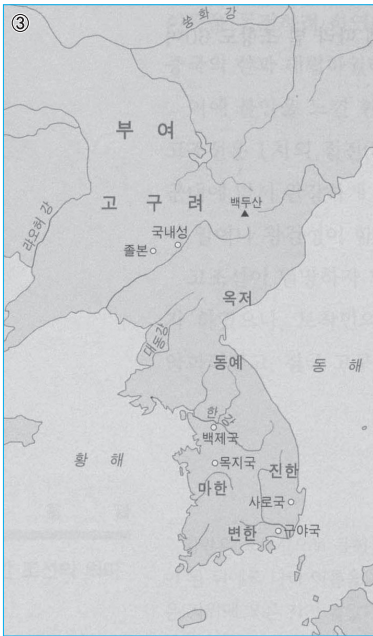 ③
송화 강
부 여
고 구 려
백두산
랴오허 강
국내성
졸본
옥저
대동강
동예
동 해
한 강
백제국
황 해
목지국
진한
마한
사로국
변한
구야국